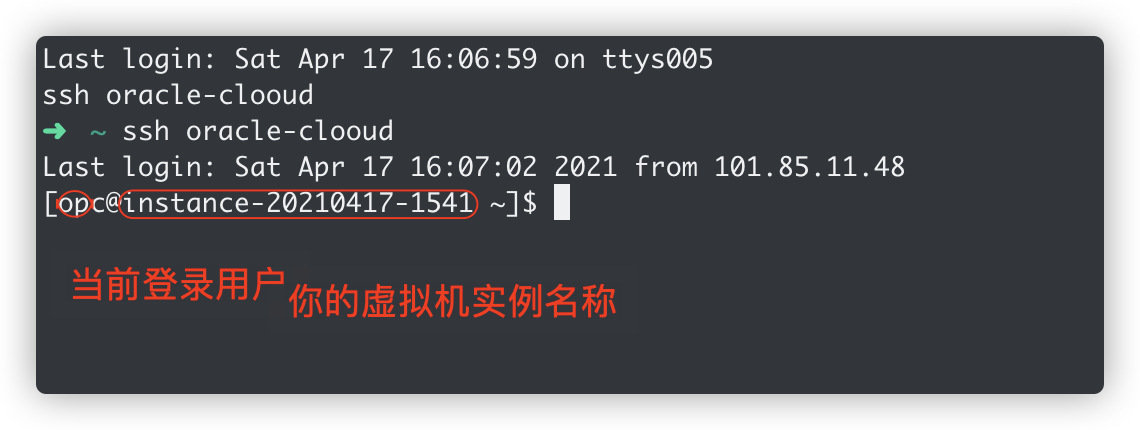 Last login: Sat Apr 17 16:06:59 on ttys005
ssh oracle-clooud
➜ ~ ssh oracle-clooud
Last login: Sat Apr 17 16:07:02 2021 from 101.85.11.48
[opc@instance-20210417-1541 ~]$
当前登录用户
你的虚拟机实例名称